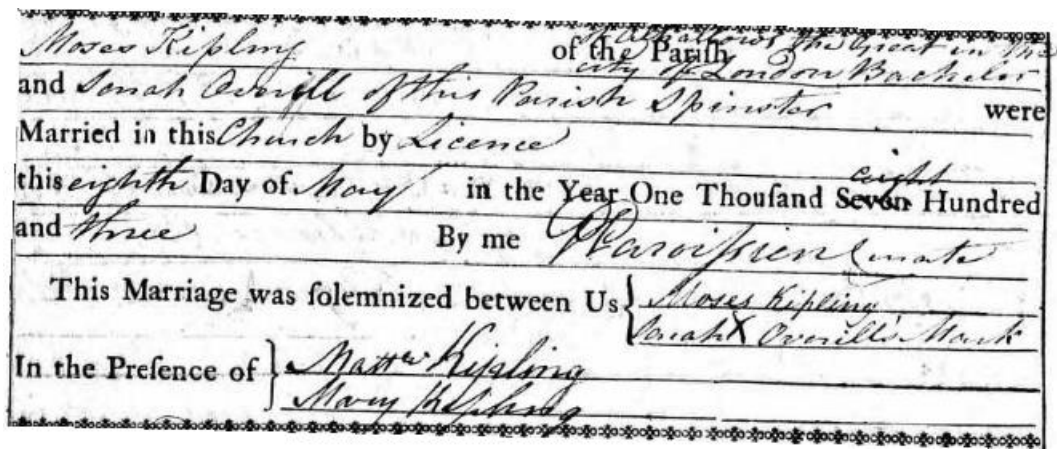 Moses Kipling of the Pariſh St Allhallows the Great in the
city of London Bachelor
and Sarah Overill of this Parish Spinster were
Married in this Church by Licence
this eighth Day of May in the Year One Thouſand Seven eight Hundred
and three By me Paroiſsien Curate
This Marriage was ſolemnized between Us Moses Kipling
Sarah X Overill's Mark
In the Preſence of Mattw Kipling
Mary Kipling